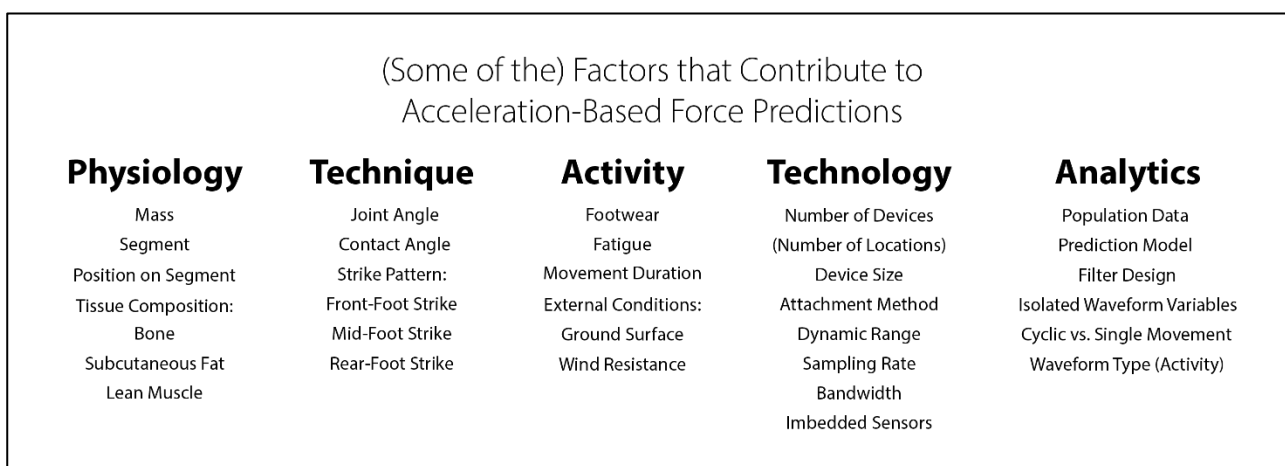 (Some of the) Factors that Contribute to
Acceleration-Based Force Predictions
Physiology
Mass
Segment
Position on Segment
Tissue Composition:
Bone
Subcutaneous Fat
Lean Muscle
Technique
Joint Angle
Contact Angle
Strike Pattern:
Front-Foot Strike
Mid-Foot Strike
Rear-Foot Strike
Activity
Footwear
Fatigue
Movement Duration
External Conditions:
Ground Surface
Wind Resistance
Technology
Number of Devices
(Number of Locations)
Device Size
Attachment Method
Dynamic Range
Sampling Rate
Bandwidth
Imbedded Sensors
Analytics
Population Data
Prediction Model
Filter Design
Isolated Waveform Variables
Cyclic vs. Single Movement
Waveform Type (Activity)